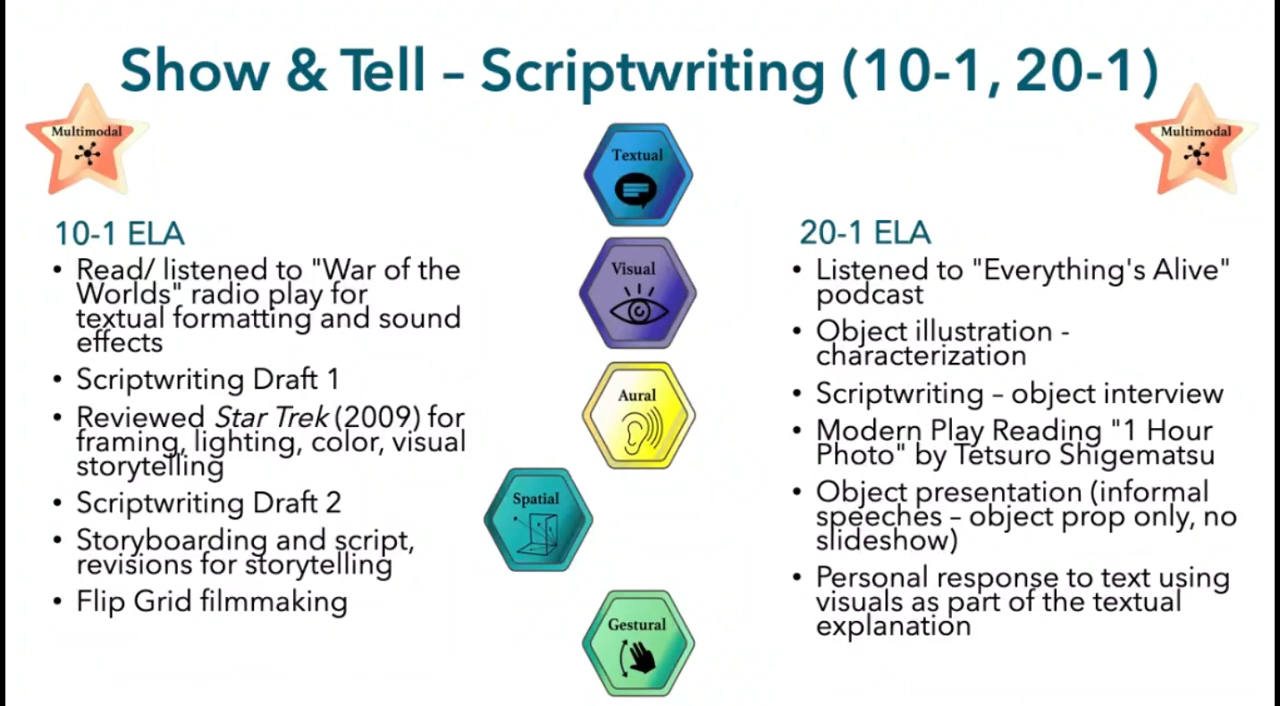 Show & Tell – Scriptwriting (10-1, 20-1)
Multimodal
Multimodal
10-1 ELA
• Read/ listened to "War of the
Worlds" radio play for
textual formatting and sound
effects
• Scriptwriting Draft 1
• Reviewed Star Trek (2009) for
framing, lighting, color, visual
storytelling
• Scriptwriting Draft 2
• Storyboarding and script,
revisions for storytelling
• Flip Grid filmmaking
Textual
Visual
Aural
Spatial
Gestural
20-1 ELA
• Listened to "Everything's Alive"
podcast
• Object illustration -
characterization
• Scriptwriting – object interview
• Modern Play Reading "1 Hour
Photo" by Tetsuro Shigematsu
• Object presentation (informal
speeches – object prop only, no
slideshow)
• Personal response to text using
visuals as part of the textual
explanation